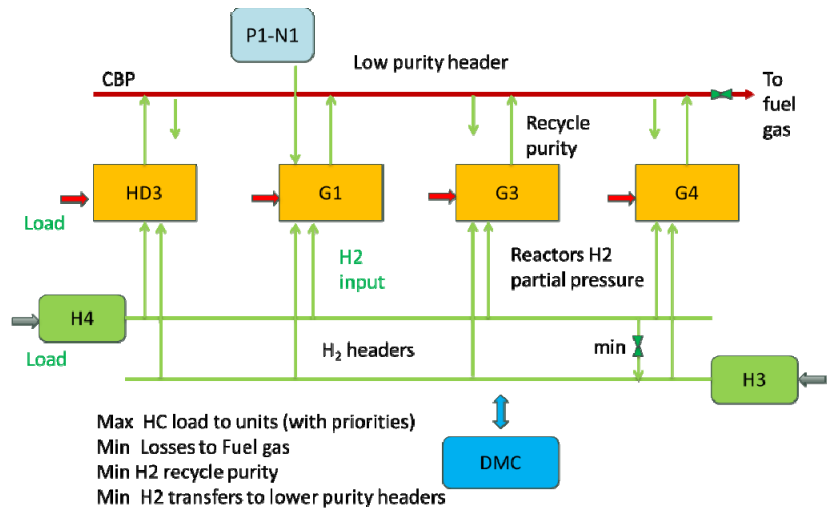 P1-N1
Low purity header
CBP
To
fuel
gas
Recycle
purity
HD3
G1
G3
G4
Load
H2
input
Reactors H2
partial pressure
H4
Load
H₂ headers
min
H3
Max HC load to units (with priorities)
Min Losses to Fuel gas
Min H2 recycle purity
Min H2 transfers to lower purity headers
DMC